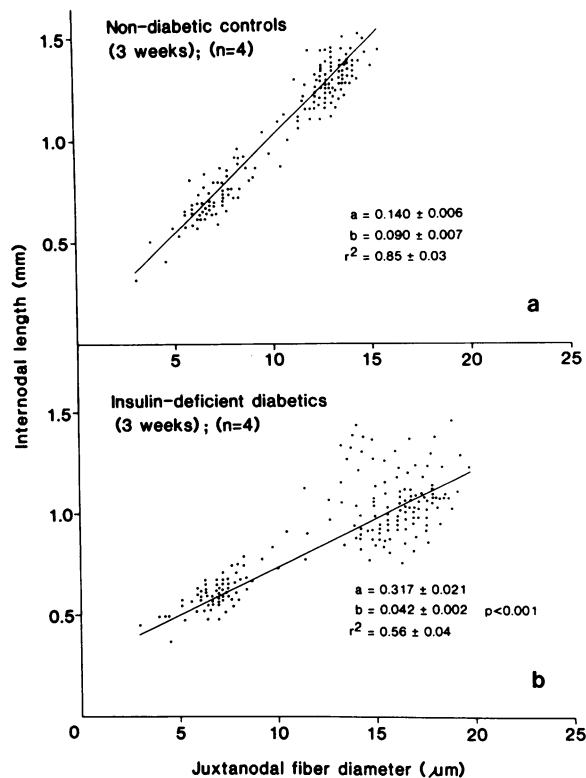 Non-diabetic controls
(3 weeks); (n=4)
1.5
1.0
0.5
a = 0.140 ± 0.006
b = 0.090 ± 0.007
r² = 0.85 ± 0.03
a
0
5
10
15
20
25
Internodal length (mm)
Insulin-deficient diabetics
(3 weeks); (n=4)
1.5
1.0
0.5
a = 0.317 ± 0.021
b = 0.042 ± 0.002 p<0.001
r² = 0.56 ± 0.04
b
0
5
10
15
20
25
Juxtanodal fiber diameter (µm)